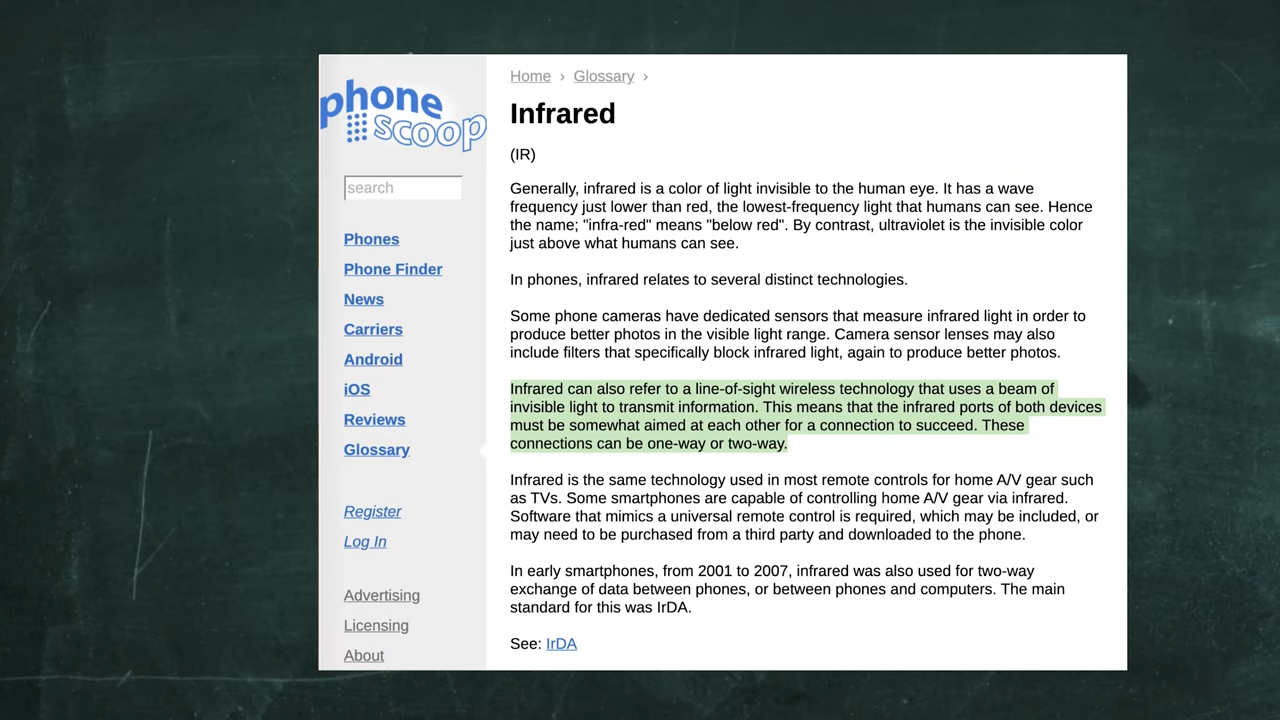 phone
scoop
search
Phones
Phone Finder
News
Carriers
Android
iOS
Reviews
Glossary
Register
Log In
Advertising
Licensing
About
Home › Glossary ›
Infrared
(IR)
Generally, infrared is a color of light invisible to the human eye. It has a wave
frequency just lower than red, the lowest-frequency light that humans can see. Hence
the name; "infra-red" means "below red". By contrast, ultraviolet is the invisible color
just above what humans can see.
In phones, infrared relates to several distinct technologies.
Some phone cameras have dedicated sensors that measure infrared light in order to
produce better photos in the visible light range. Camera sensor lenses may also
include filters that specifically block infrared light, again to produce better photos.
Infrared can also refer to a line-of-sight wireless technology that uses a beam of
invisible light to transmit information. This means that the infrared ports of both devices
must be somewhat aimed at each other for a connection to succeed. These
connections can be one-way or two-way.
Infrared is the same technology used in most remote controls for home A/V gear such
as TVs. Some smartphones are capable of controlling home A/V gear via infrared.
Software that mimics a universal remote control is required, which may be included, or
may need to be purchased from a third party and downloaded to the phone.
In early smartphones, from 2001 to 2007, infrared was also used for two-way
exchange of data between phones, or between phones and computers. The main
standard for this was IrDA.
See: IrDA